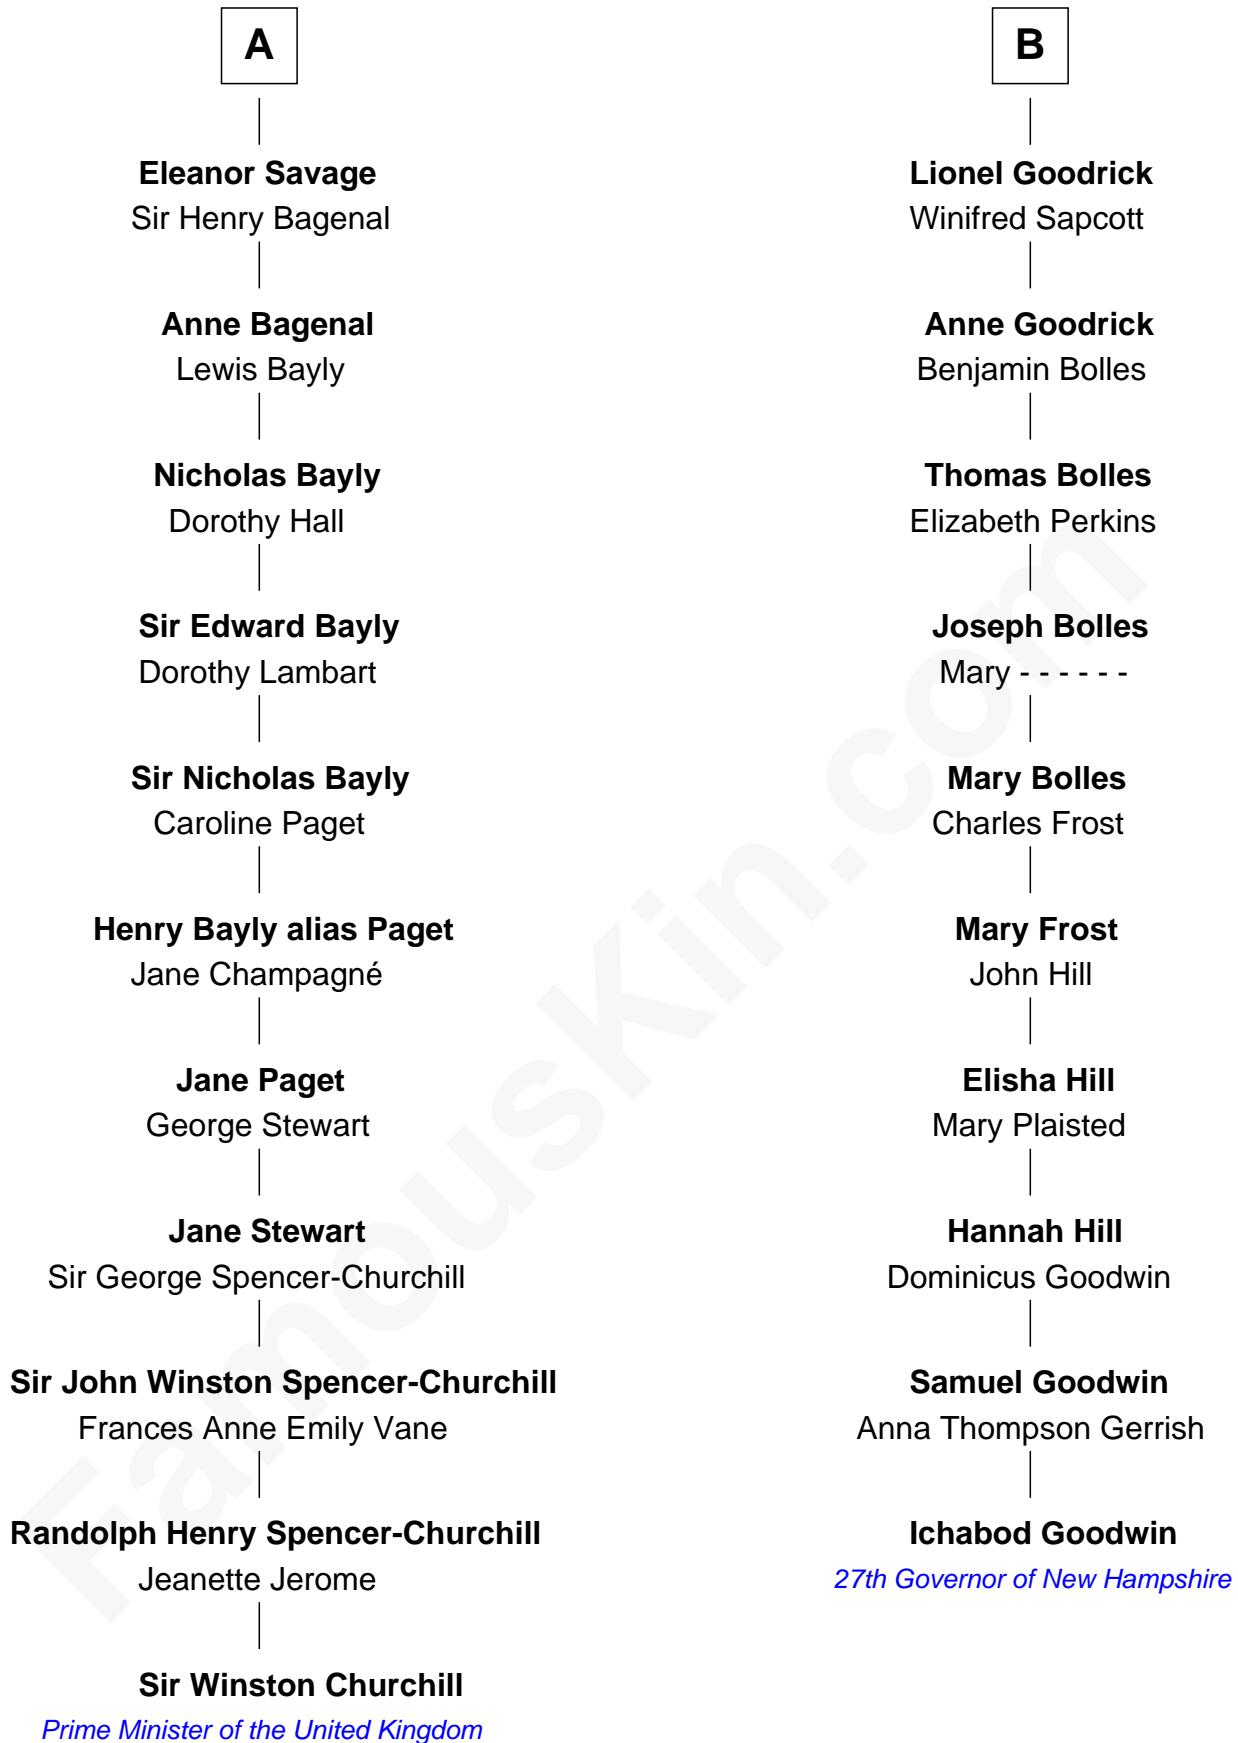 A
Eleanor Savage
Sir Henry Bagenal
Anne Bagenal
Lewis Bayly
Nicholas Bayly
Dorothy Hall
Sir Edward Bayly
Dorothy Lambart
Sir Nicholas Bayly
Caroline Paget
Henry Bayly alias Paget
Jane Champagné
Jane Paget
George Stewart
Jane Stewart
Sir George Spencer-Churchill
Sir John Winston Spencer-Churchill
Frances Anne Emily Vane
Randolph Henry Spencer-Churchill
Jeanette Jerome
Sir Winston Churchill
Prime Minister of the United Kingdom
B
Lionel Goodrick
Winifred Sapcott
Anne Goodrick
Benjamin Bolles
Thomas Bolles
Elizabeth Perkins
Joseph Bolles
Mary - - - - - -
Mary Bolles
Charles Frost
Mary Frost
John Hill
Elisha Hill
Mary Plaisted
Hannah Hill
Dominicus Goodwin
Samuel Goodwin
Anna Thompson Gerrish
Ichabod Goodwin
27th Governor of New Hampshire
FamousKin.com